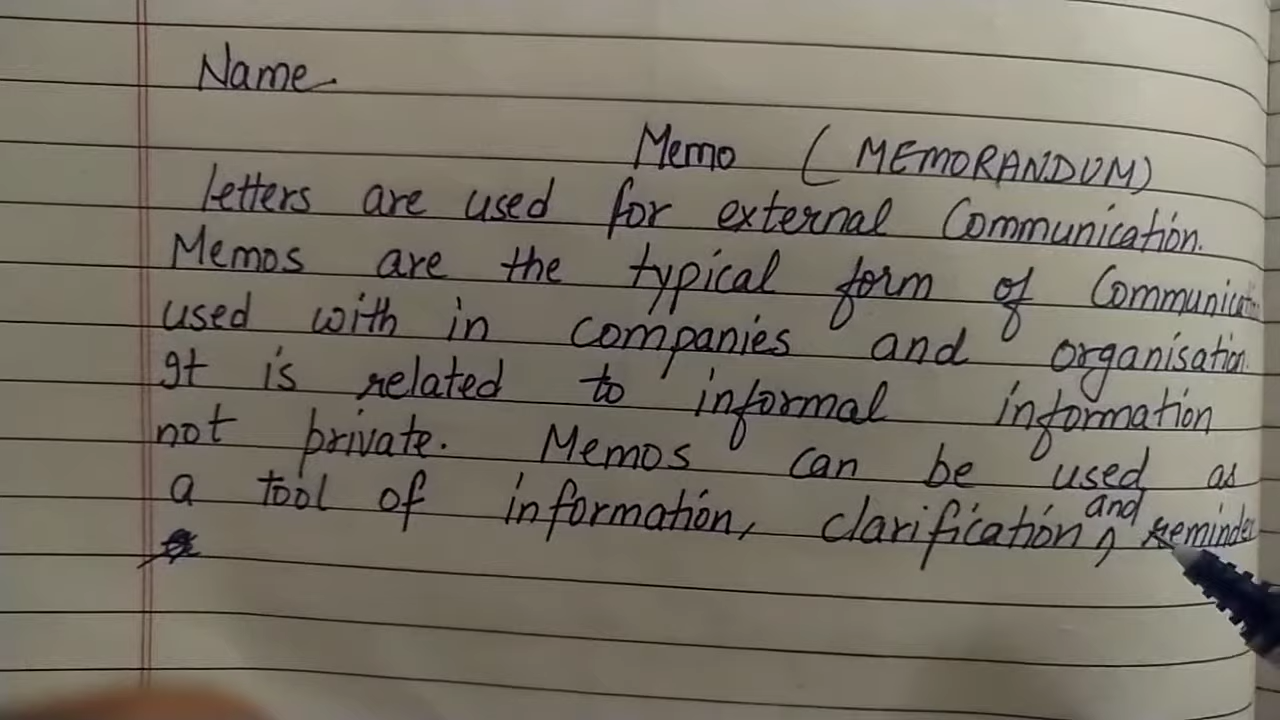 Name.
Memo (MEMORANDUM)
letters are used for external Communication.
Memos are the typical form of Communicati
used with in companies and organisation.
It is related to informal information
not private. Memos can be used as
a tool of information, clarification, and reminder